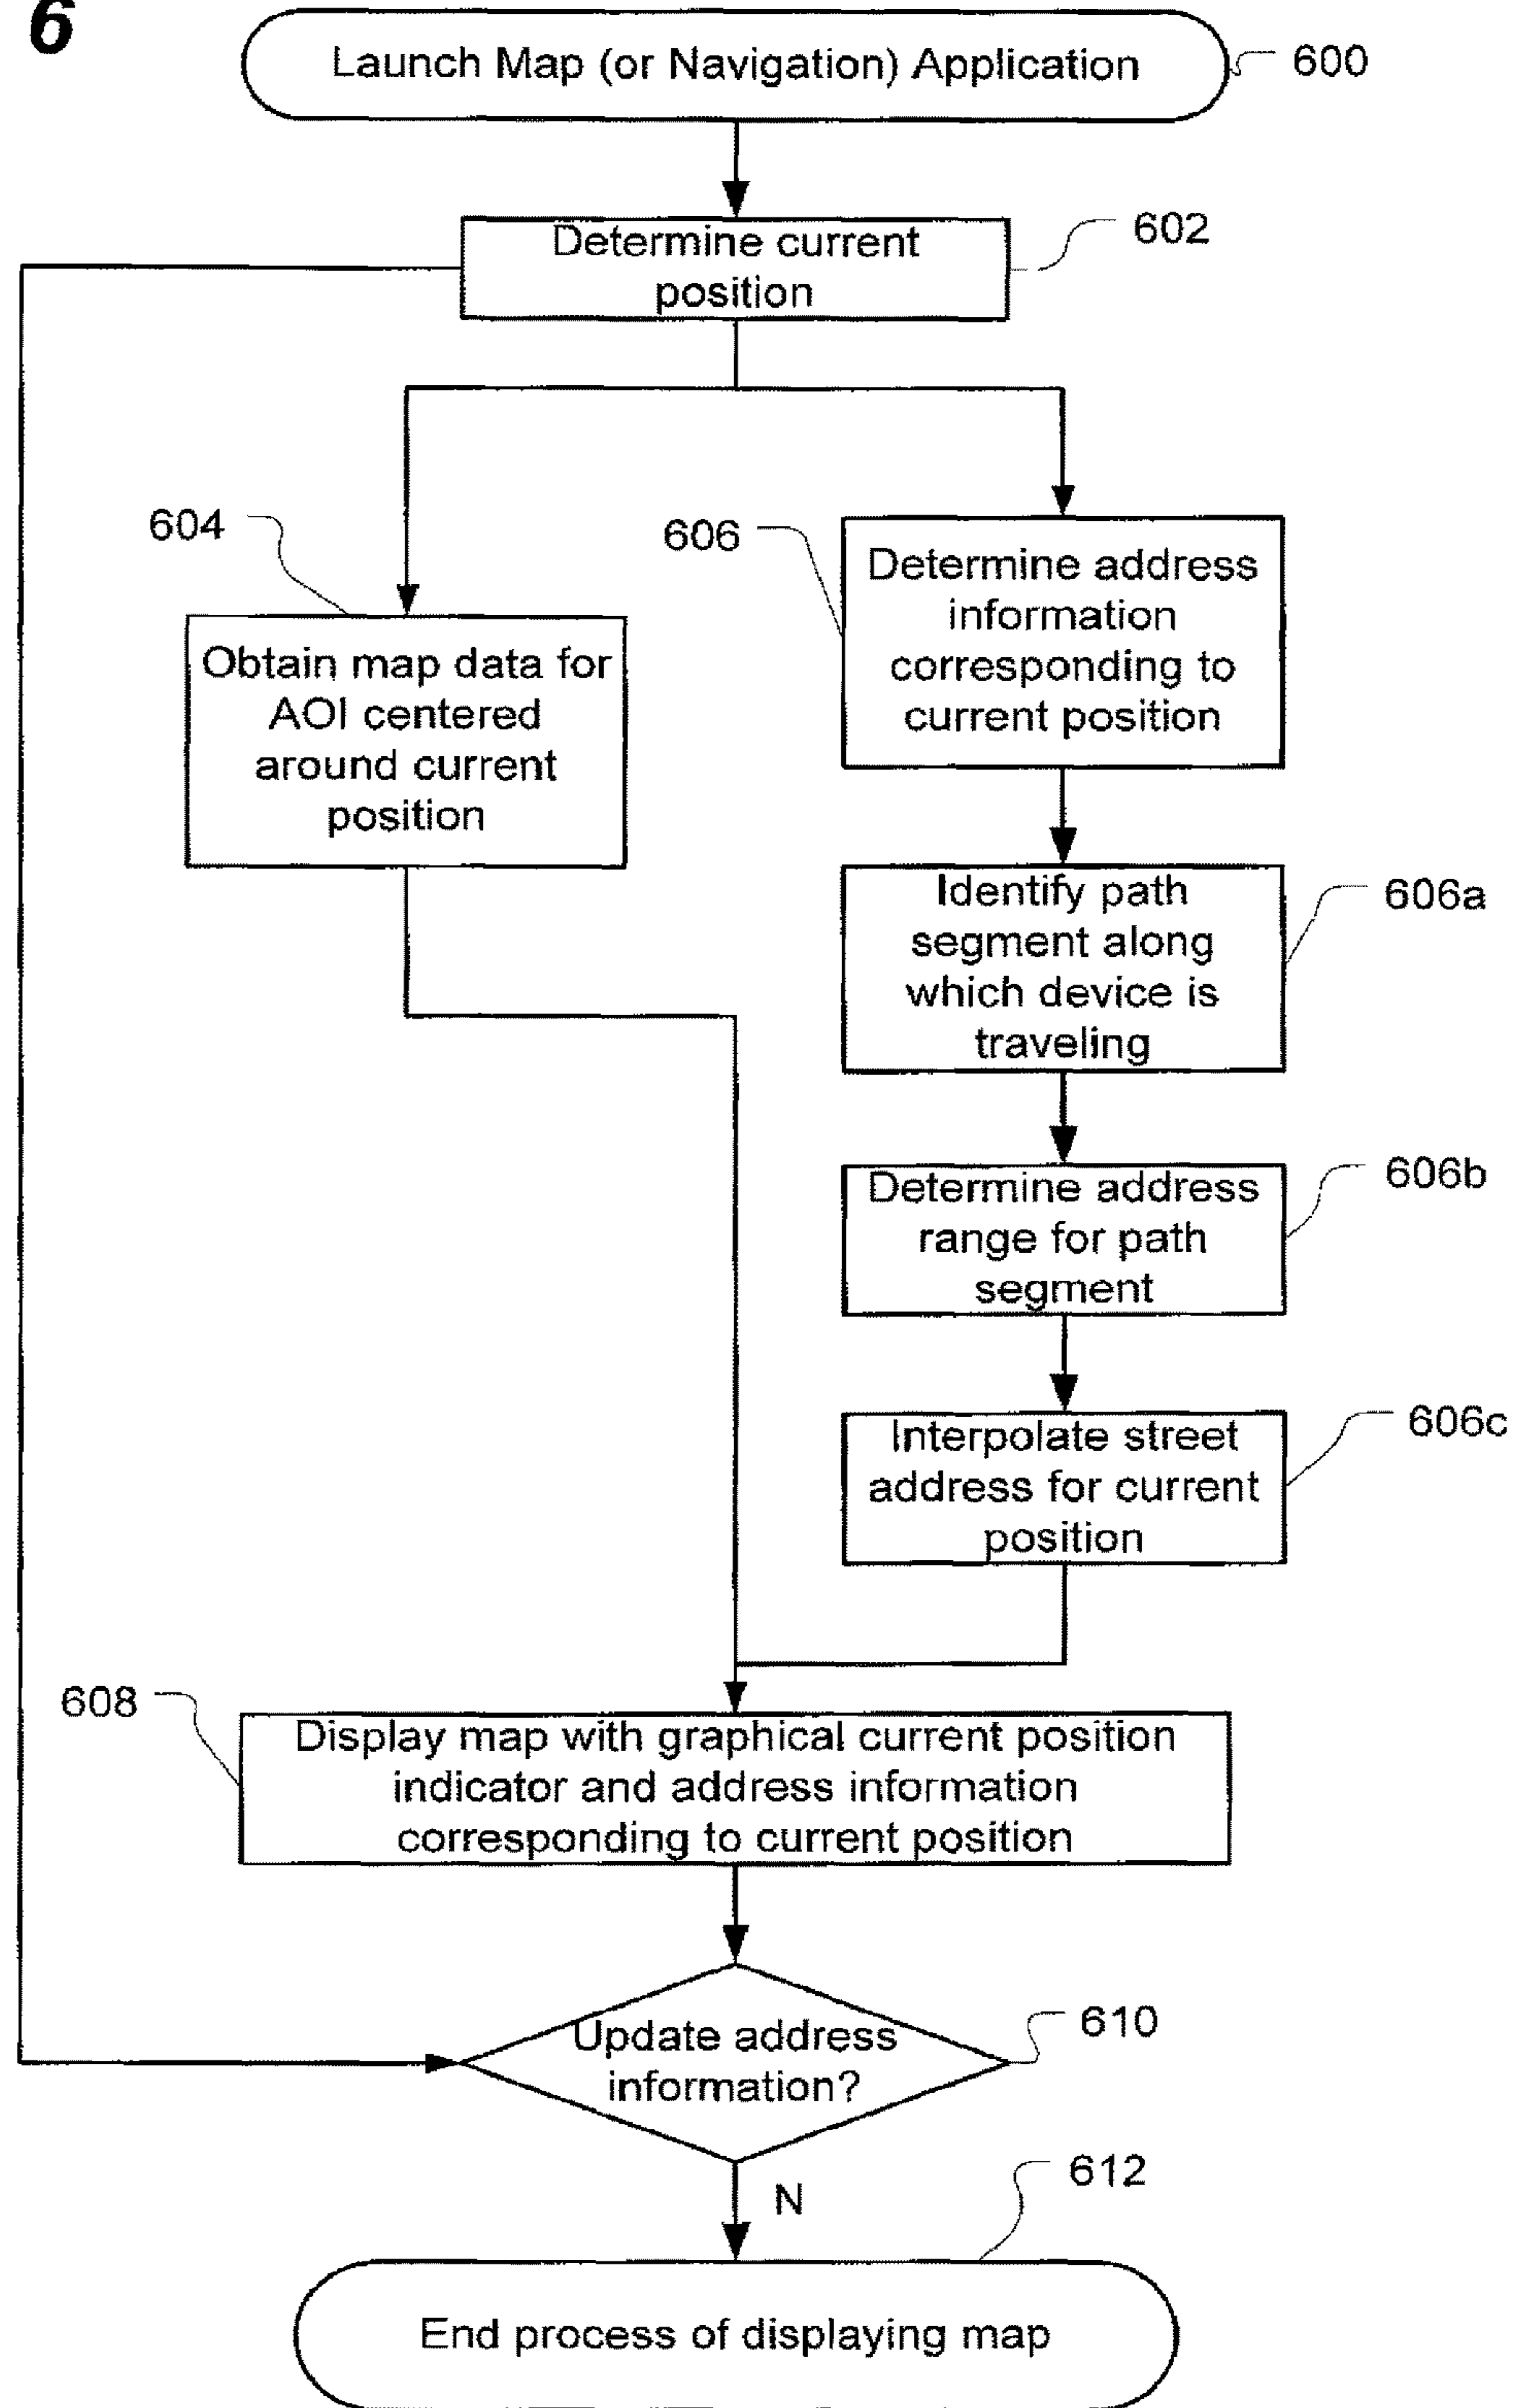 6
Launch Map (or Navigation) Application
600
Determine current
position
602
604
Obtain map data for
AOI centered
around current
position
606
Determine address
information
corresponding to
current position
Identify path
segment along
which device is
traveling
606a
Determine address
range for path
segment
606b
Interpolate street
address for current
position
606c
608
Display map with graphical current position
indicator and address information
corresponding to current position
Update address
information?
610
N
612
End process of displaying map